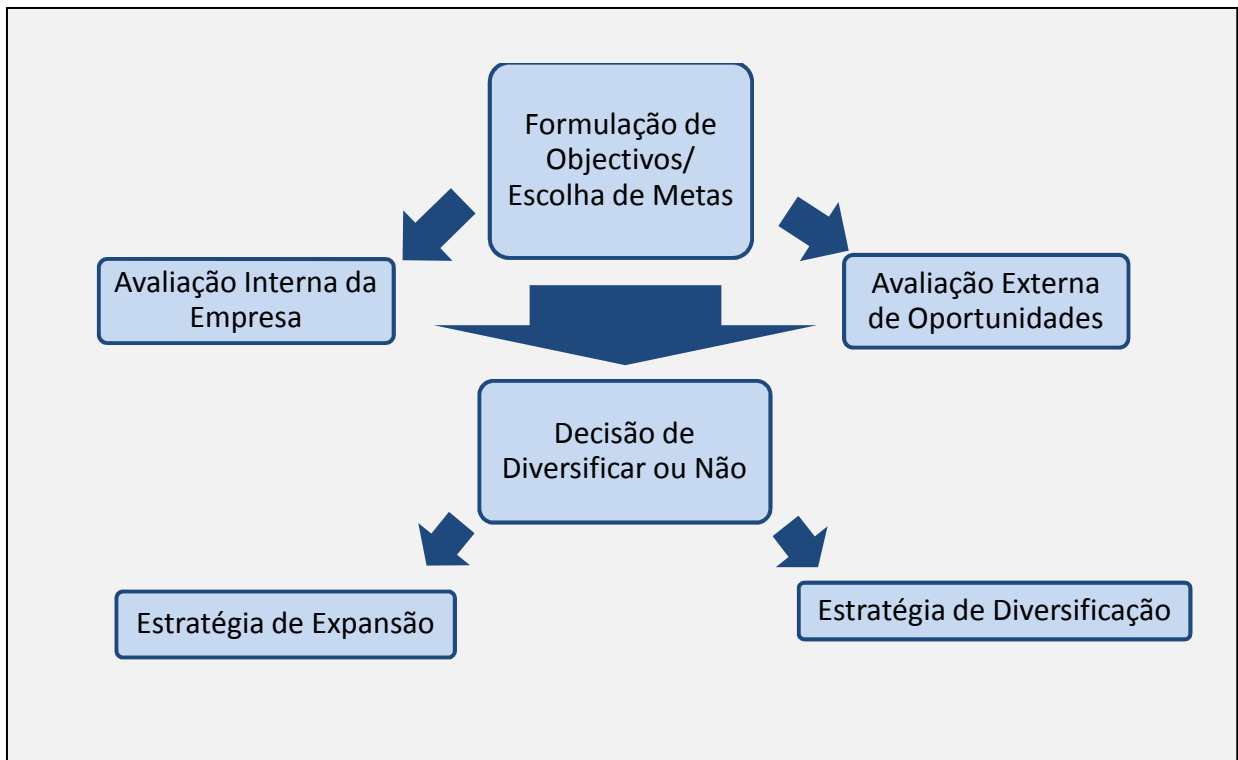 Formulação de
Objectivos/
Escolha de Metas
Avaliação Interna da
Empresa
Avaliação Externa
de Oportunidades
Decisão de
Diversificar ou Não
Estratégia de Expansão
Estratégia de Diversificação